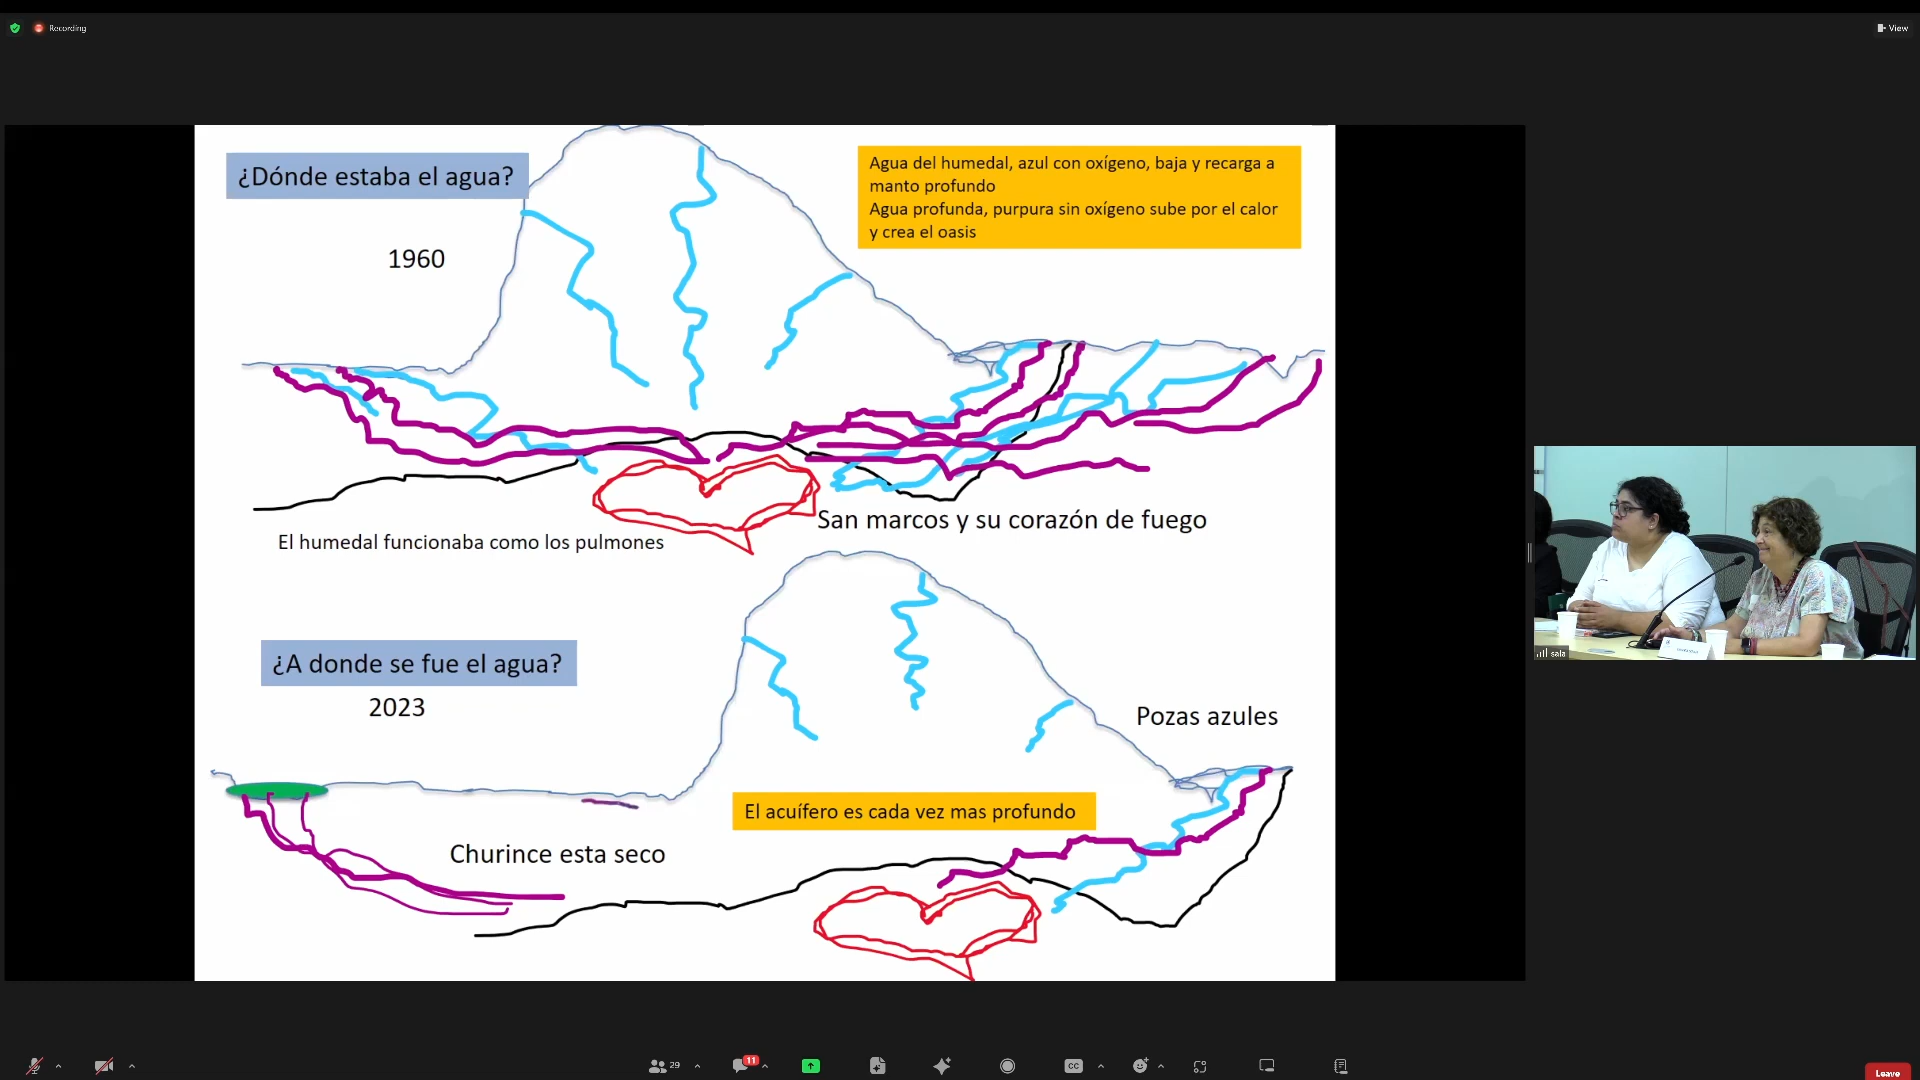 Recording
View
¿Dónde estaba el agua?
1960
Agua del humedal, azul con oxígeno, baja y recarga a
manto profundo
Agua profunda, purpura sin oxígeno sube por el calor
y crea el oasis
San marcos y su corazón de fuego
El humedal funcionaba como los pulmones
¿A donde se fue el agua?
2023
Pozas azules
El acuífero es cada vez mas profundo
Churince esta seco
sala
29
11
CC
Leave